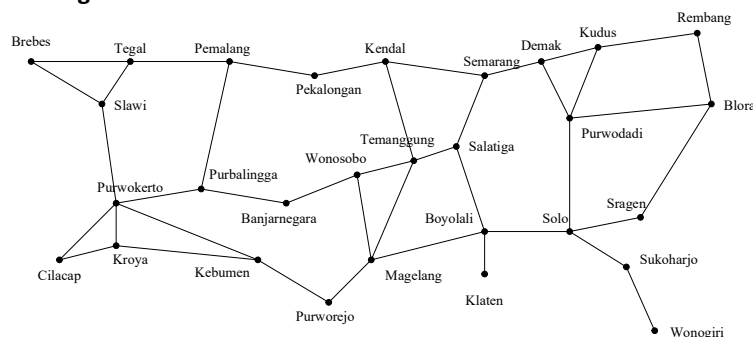 Rembang
Kudus
Brebes
Tegal
Pemalang
Kendal
Demak
Semarang
Pekalongan
Slawi
Blora
Purwodadi
Temanggung
Salatiga
Wonosobo
Purbalingga
Purwokerto
Banjarnegara
Boyolali
Solo
Sragen
Cilacap
Kroya
Kebumen
Magelang
Sukoharjo
Klaten
Purworejo
Wonogiri